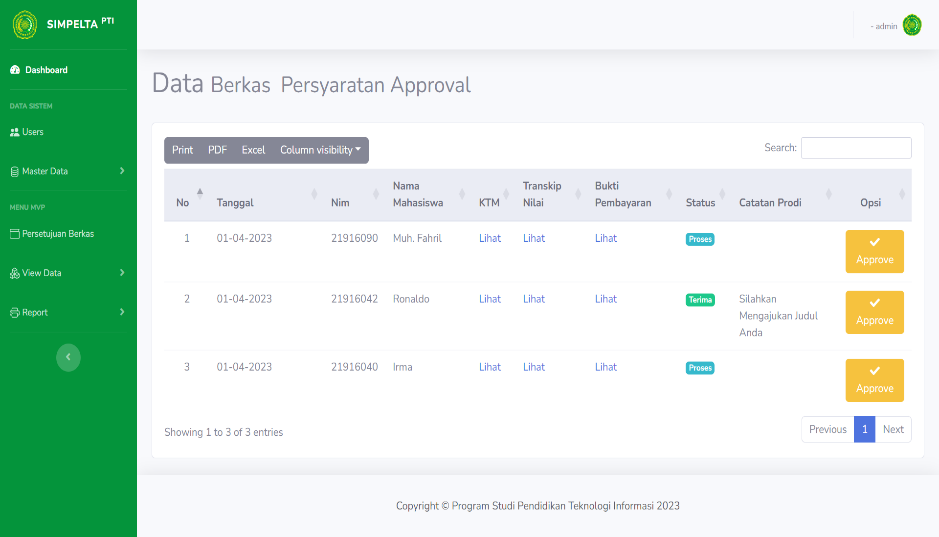 SIMPELTA PTI
- admin
Dashboard
DATA SISTEM
Users
Master Data
MENU MVP
Persetujuan Berkas
View Data
Report
Data Berkas Persyaratan Approval
Print PDF Excel Column visibility
Search:
No Tanggal Nim Nama Mahasiswa KTM Transkip Nilai Bukti Pembayaran Status Catatan Prodi Opsi
1 01-04-2023 21916090 Muh. Fahril Lihat Lihat Lihat Proses Approve
2 01-04-2023 21916042 Ronaldo Lihat Lihat Lihat Terima Silahkan Mengajukan Judul Anda Approve
3 01-04-2023 21916040 Irma Lihat Lihat Lihat Proses Approve
Showing 1 to 3 of 3 entries
Previous 1 Next
Copyright © Program Studi Pendidikan Teknologi Informasi 2023